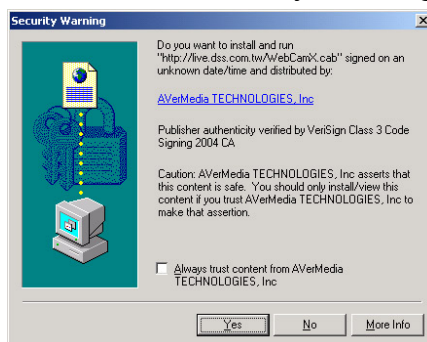 Security Warning
Do you want to install and run
"http://live.dss.com.tw/WebCamX.cab" signed on an
unknown date/time and distributed by:
AVerMedia TECHNOLOGIES, Inc
Publisher authenticity verified by VeriSign Class 3 Code
Signing 2004 CA
Caution: AVerMedia TECHNOLOGIES, Inc asserts that
this content is safe. You should only install/view this
content if you trust AVerMedia TECHNOLOGIES, Inc to
make that assertion.
Always trust content from AVerMedia
TECHNOLOGIES, Inc
Yes No More Info